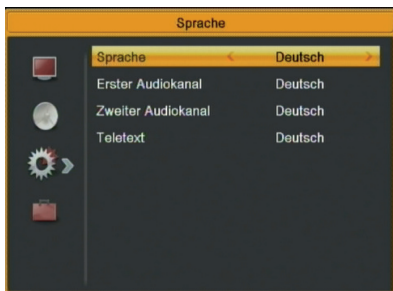 Sprache
Sprache < Deutsch >
Erster Audiokanal Deutsch
Zweiter Audiokanal Deutsch
Teletext Deutsch